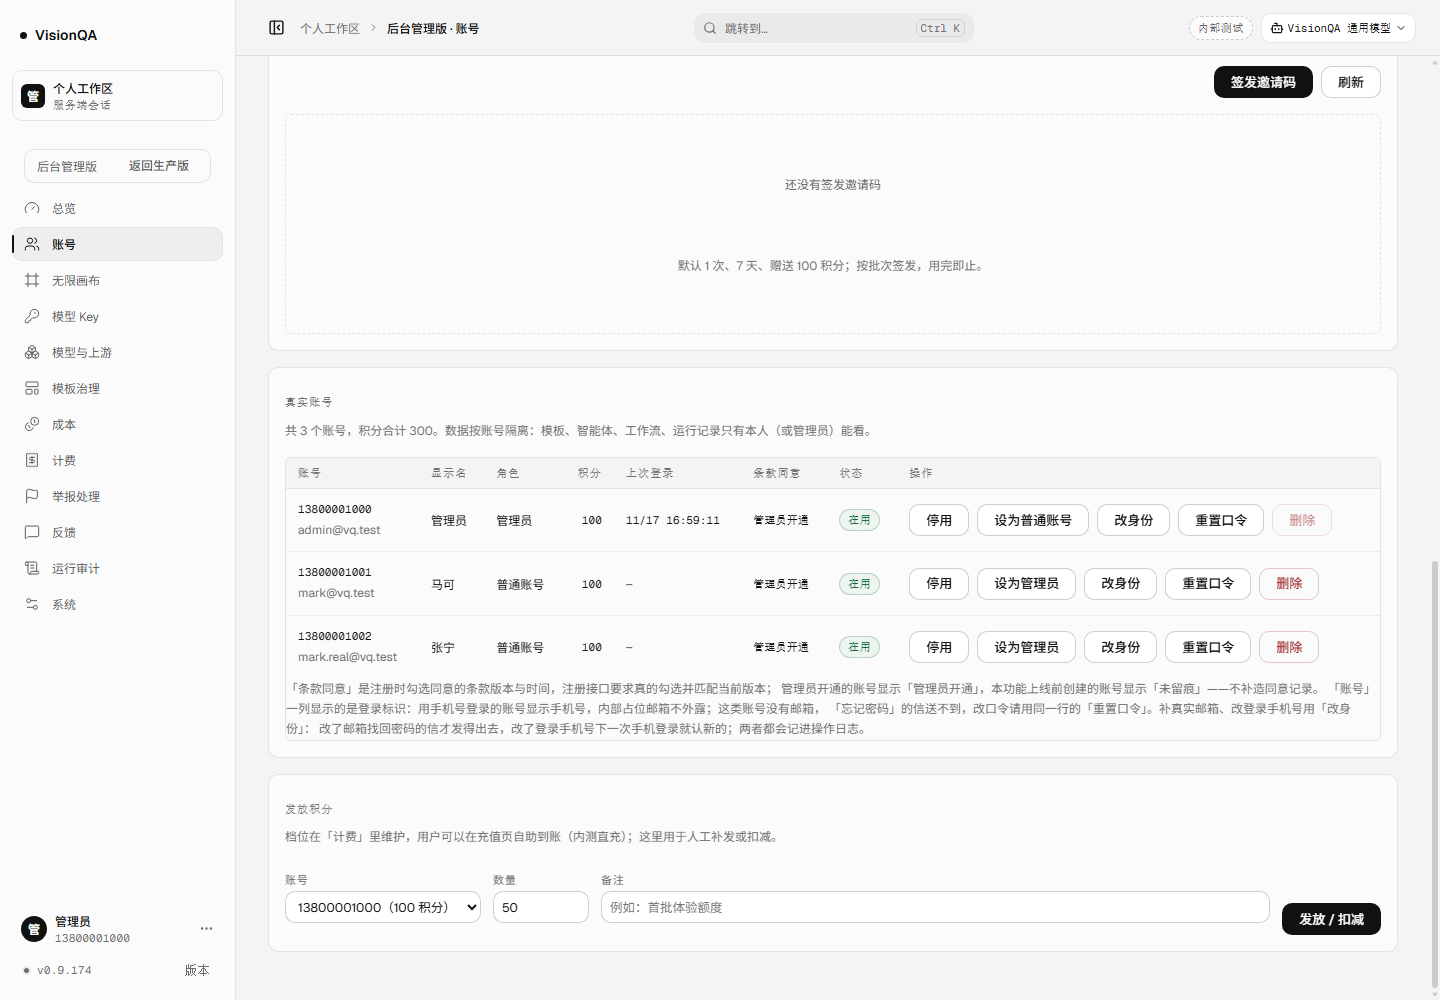 VisionQA
个人工作区
后台管理版 · 账号
跳转到...
Ctrl K
内部测试
VisionQA 通用模型
管
个人工作区
服务端会话
后台管理版
返回生产版
总览
账号
无限画布
模型 Key
模型与上游
模板治理
成本
计费
举报处理
反馈
运行审计
系统
管
管理员
13800001000
v0.9.174
版本
签发邀请码
刷新
还没有签发邀请码
默认 1 次、7 天、赠送 100 积分；按批次签发，用完即止。
真实账号
共 3 个账号，积分合计 300。数据按账号隔离：模板、智能体、工作流、运行记录只有本人（或管理员）能看。
账号 显示名 角色 积分 上次登录 条款同意 状态 操作
13800001000
admin@vq.test
管理员 管理员 100 11/17 16:59:11 管理员开通 在用 停用 设为普通账号 改身份 重置口令 删除
13800001001
mark@vq.test
马可 普通账号 100 — 管理员开通 在用 停用 设为管理员 改身份 重置口令 删除
13800001002
mark.real@vq.test
张宁 普通账号 100 — 管理员开通 在用 停用 设为管理员 改身份 重置口令 删除
「条款同意」是注册时勾选同意的条款版本与时间，注册接口要求真的勾选并匹配当前版本； 管理员开通的账号显示「管理员开通」，本功能上线前创建的账号显示「未留痕」——不补造同意记录。 「账号」
一列显示的是登录标识：用手机号登录的账号显示手机号，内部占位邮箱不外露；这类账号没有邮箱， 「忘记密码」的信送不到，改口令请用同一行的「重置口令」。补真实邮箱、改登录手机号用「改身
份」： 改了邮箱找回密码的信才发得出去，改了登录手机号下一次手机登录就认新的；两者都会记进操作日志。
发放积分
档位在「计费」里维护，用户可以在充值页自助到账（内测直充）；这里用于人工补发或扣减。
账号
数量
备注
13800001000（100 积分）
50
例如：首批体验额度
发放 / 扣减